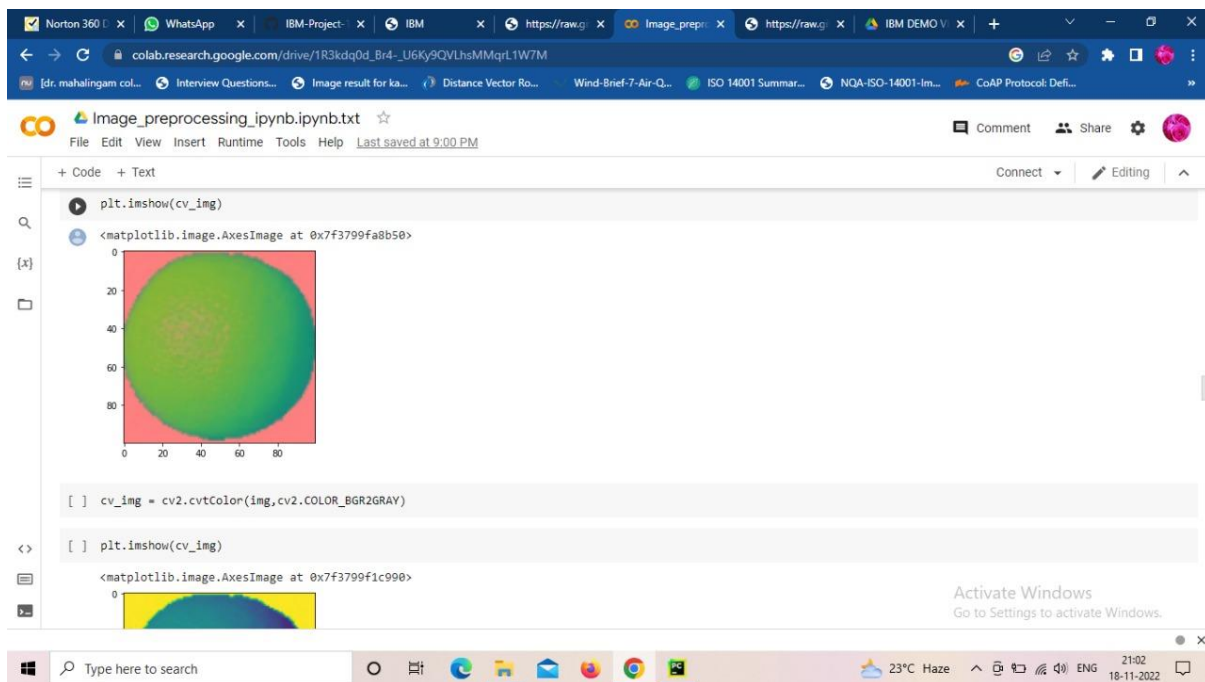 Norton 360 D
WhatsApp
IBM-Project-
IBM
https://raw.gi
Image_prepro
https://raw.gi
IBM DEMO V
colab.research.google.com/drive/1R3kdq0d_Br4-_U6Ky9QVLhsMMqrL1W7M
[dr. mahalingam col...
Interview Questions...
Image result for ka...
Distance Vector Ro...
Wind-Brief-7-Air-Q...
ISO 14001 Summar...
NQA-ISO-14001-Im...
CoAP Protocol: Defi...
»
Image_preprocessing_ipynb.ipynb.txt
Comment
Share
File Edit View Insert Runtime Tools Help Last saved at 9:00 PM
+ Code + Text
Connect
Editing
plt.imshow(cv_img)
<matplotlib.image.AxesImage at 0x7f3799fa8b50>
{x}
0
20
40
60
80
0 20 40 60 80
[ ] cv_img = cv2.cvtColor(img,cv2.COLOR_BGR2GRAY)
[ ] plt.imshow(cv_img)
<matplotlib.image.AxesImage at 0x7f3799f1c990>
0
Activate Windows
Go to Settings to activate Windows.
Type here to search
23°C Haze
ENG
21:02
18-11-2022